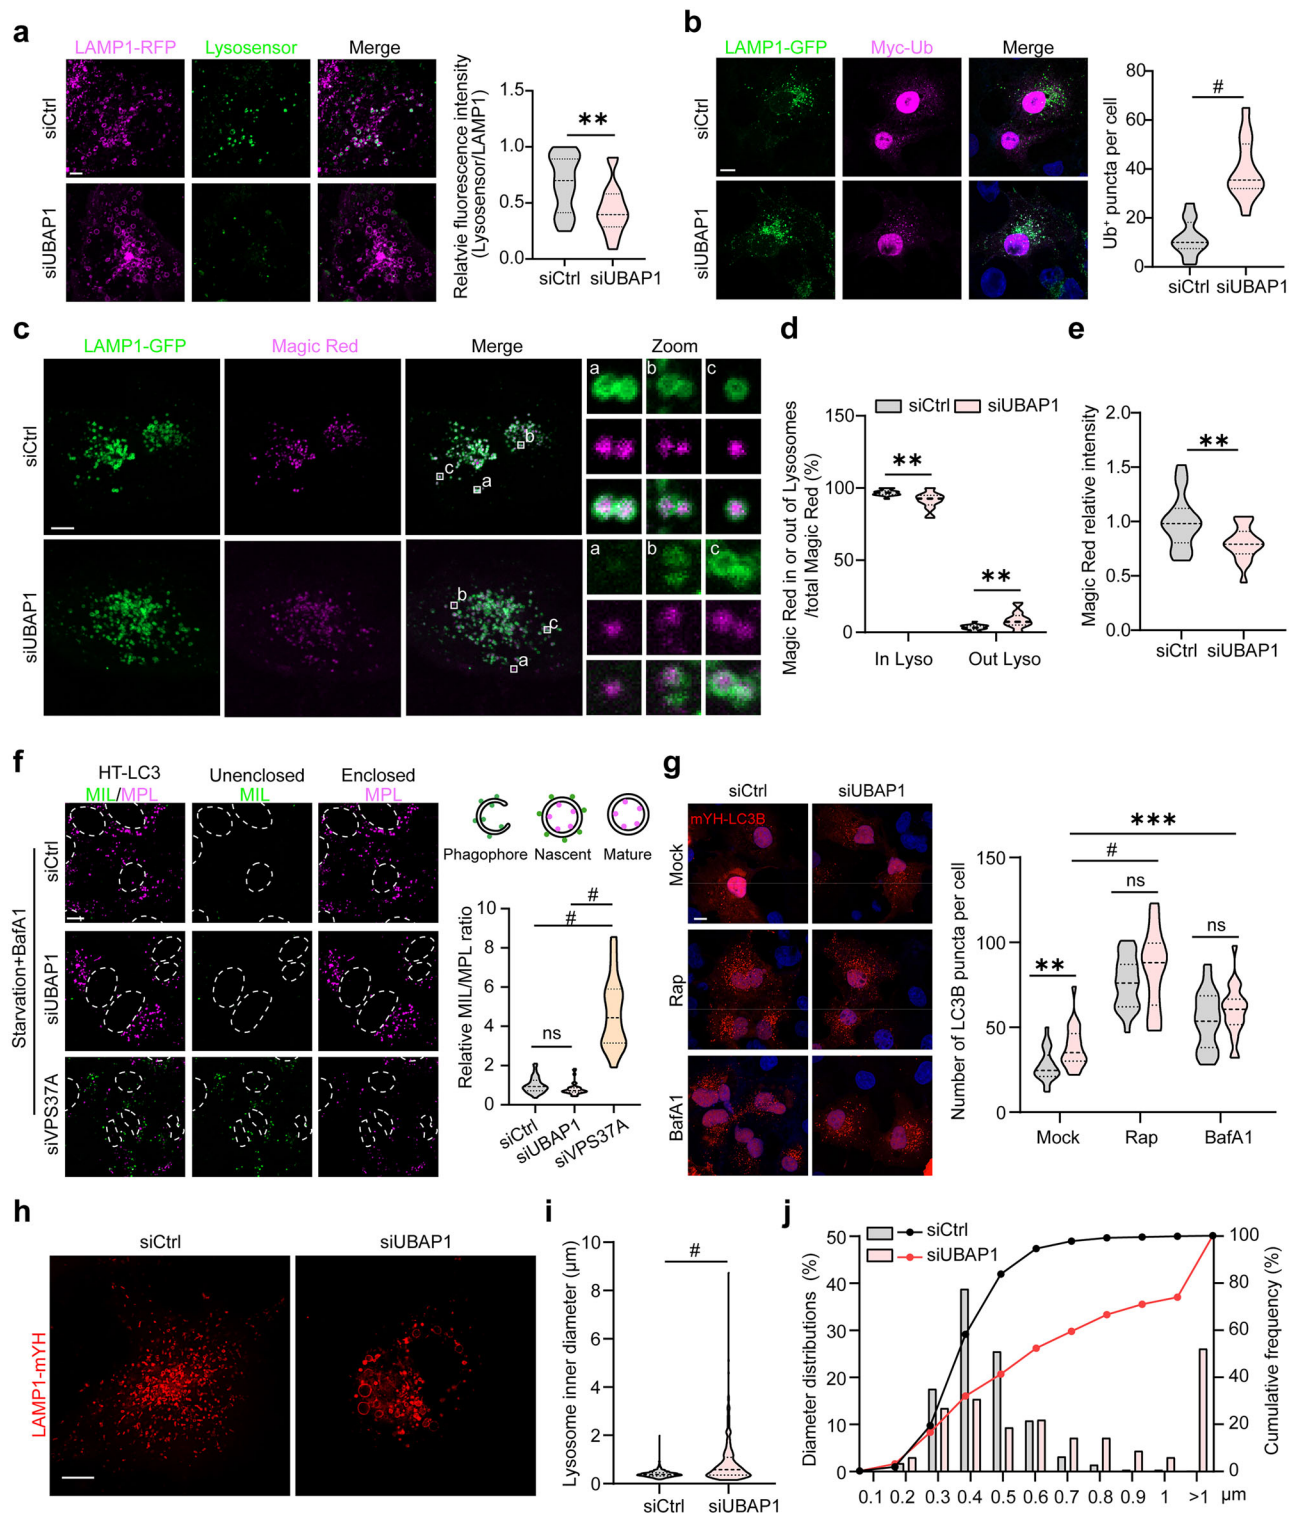 a
LAMP1-RFP Lysosensor Merge
siCtrl
siUBAP1
Relatvie fluorescence intensity
(Lysosensor/LAMP1)
1.5
1.0
0.5
0.0
**
siCtrl siUBAP1
b
LAMP1-GFP Myc-Ub Merge
siCtrl
siUBAP1
Ub⁺ puncta per cell
80
60
40
20
0
#
siCtrl siUBAP1
c
LAMP1-GFP Magic Red Merge Zoom
siCtrl
siUBAP1
b
c
a
a b c
b
c
a
a b c
d
Magic Red in or out of Lysosomes
/total Magic Red (%)
siCtrl siUBAP1
150
100
50
0
**
**
In Lyso Out Lyso
e
Magic Red relative intensity
2.0
1.5
1.0
0.5
0.0
**
siCtrl siUBAP1
f
HT-LC3 Unenclosed Enclosed
MIL/MPL MIL MPL
Starvation+BafA1
siCtrl
siUBAP1
siVPS37A
Phagophore Nascent Mature
Relative MIL/MPL ratio
10
8
6
4
2
0
#
#
ns
siCtrl
siUBAP1
siVPS37A
g
siCtrl siUBAP1
mYH-LC3B
Mock
Rap
BafA1
Number of LC3B puncta per cell
150
100
50
0
***
#
ns
ns
**
Mock Rap BafA1
h
siCtrl siUBAP1
LAMP1-mYH
i
Lysosome inner diameter (μm)
10
8
6
4
2
0
#
siCtrl siUBAP1
j
Diameter distributions (%)
50
40
30
20
10
0
siCtrl
siUBAP1
100
80
60
40
20
0
Cumulative frequency (%)
0.1 0.2 0.3 0.4 0.5 0.6 0.7 0.8 0.9 1 >1 μm